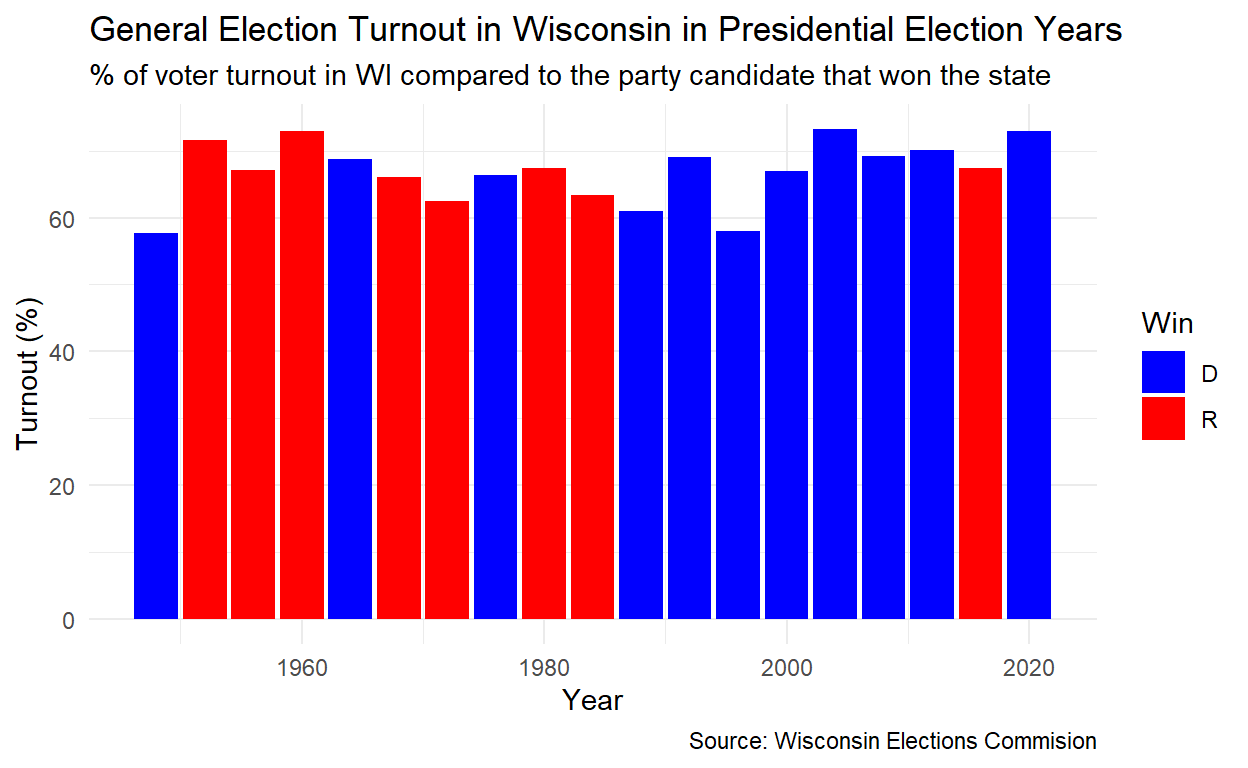 General Election Turnout in Wisconsin in Presidential Election Years
% of voter turnout in WI compared to the party candidate that won the state
Turnout (%)
60
40
20
0
1960 1980 2000 2020
Year
Win
D
R
Source: Wisconsin Elections Commision